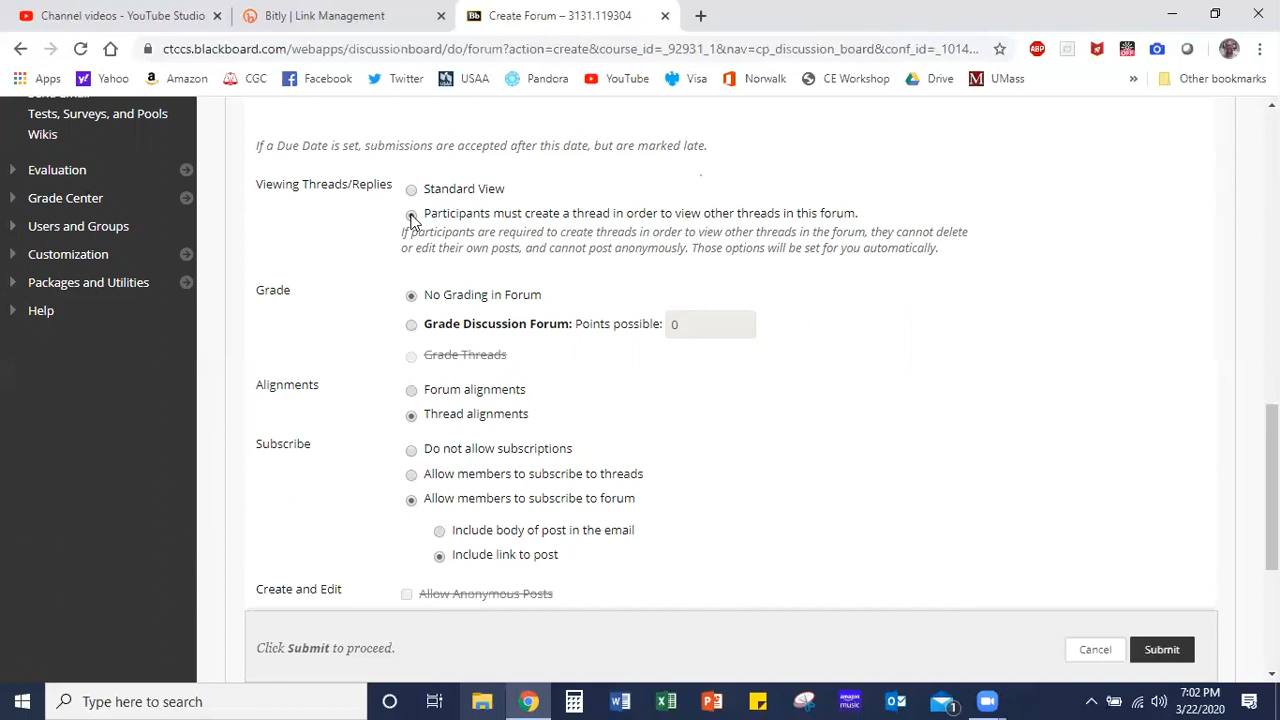 Channel videos - YouTube Studio
Bitly | Link Management
Bb Create Forum – 3131.119304
ctccs.blackboard.com/webapps/discussionboard/do/forum?action=create&course_id=_92931_1&nav=cp_discussion_board&conf_id=_1014...
ABP
OFF
Apps Yahoo Amazon CGC Facebook Twitter USAA Pandora YouTube Visa Norwalk CE Workshop Drive UMass » Other bookmarks
Tests, Surveys, and Pools
Wikis
Evaluation
Grade Center
Users and Groups
Customization
Packages and Utilities
Help
If a Due Date is set, submissions are accepted after this date, but are marked late.
Viewing Threads/Replies
Standard View
Participants must create a thread in order to view other threads in this forum.
If participants are required to create threads in order to view other threads in the forum, they cannot delete
or edit their own posts, and cannot post anonymously. Those options will be set for you automatically.
Grade
No Grading in Forum
Grade Discussion Forum: Points possible: 0
Grade Threads
Alignments
Forum alignments
Thread alignments
Subscribe
Do not allow subscriptions
Allow members to subscribe to threads
Allow members to subscribe to forum
Include body of post in the email
Include link to post
Create and Edit
Allow Anonymous Posts
Click Submit to proceed.
Cancel
Submit
Type here to search
amazon music
1
7:02 PM
3/22/2020